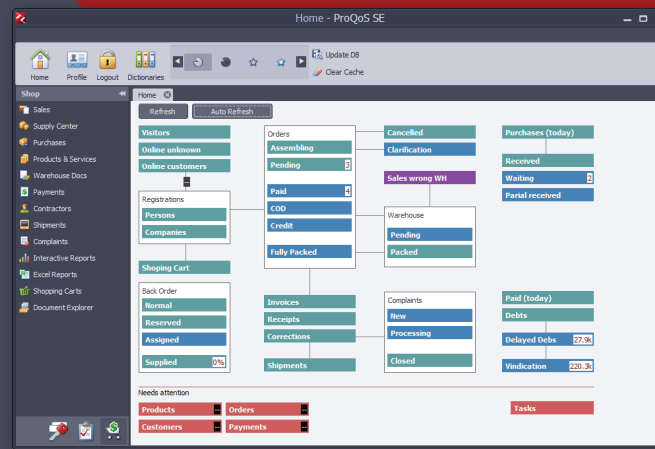 Home - ProQoS SE
Home
Profile
Logout
Dictionaries
Update DB
Clear Cache
Shop
Sales
Supply Center
Purchases
Products & Services
Warehouse Docs
Payments
Contractors
Shipments
Complaints
Interactive Reports
Excel Reports
Shopping Carts
Document Explorer
Home
Refresh
Auto Refresh
Visitors
Online unknown
Online customers
Registrations
Persons
Companies
Shoping Cart
Back Order
Normal
Reserved
Assigned
Supplied 0%
Orders
Assembling
Pending 3
Paid 4
COD
Credit
Fully Packed
Invoices
Receipts
Corrections
Shipments
Cancelled
Clarification
Sales wrong WH
Warehouse
Pending
Packed
Complaints
New
Processing
Closed
Purchases (today)
Received
Waiting 2
Parial received
Paid (today)
Debts
Delayed Debs 27.9k
Vindication 220.3k
Needs attention
Products
Orders
Customers
Payments
Tasks